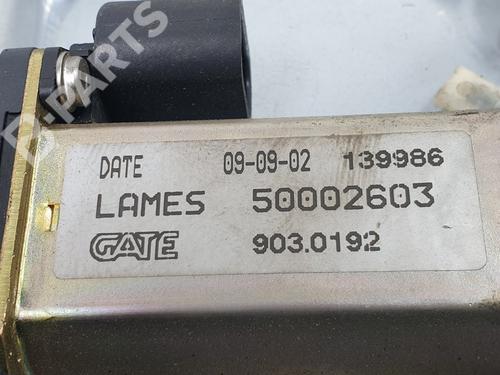 D-PARTS
DATE 09-09-02 139986
LAMES 50002603
GATE 903.0192